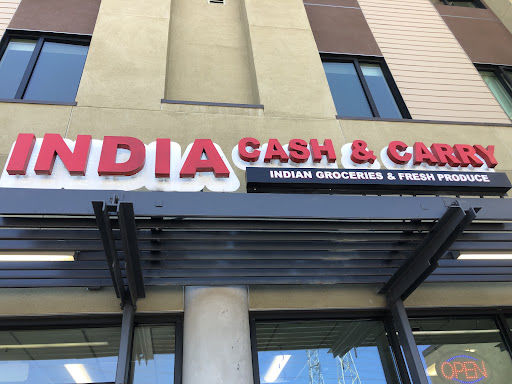 INDIA CASH & CARRY
INDIAN GROCERIES & FRESH PRODUCE
OPEN